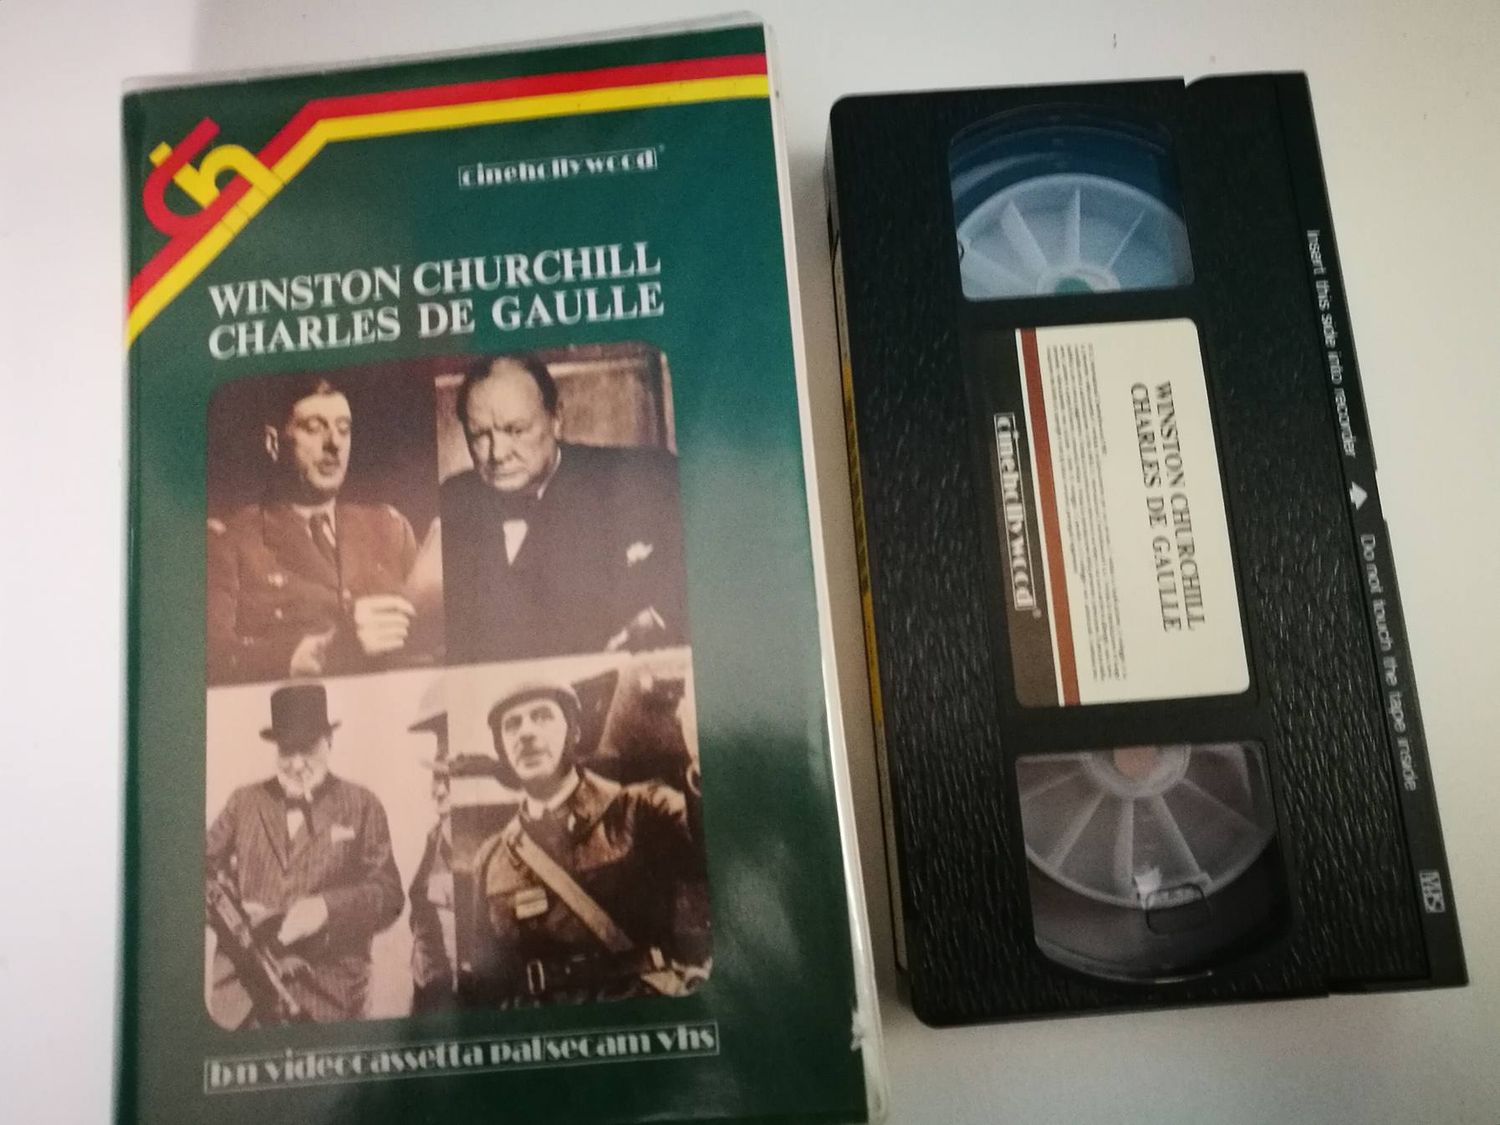 cinehollywood
WINSTON CHURCHILL
CHARLES DE GAULLE
bn videocassetta pal/secam vhs
WINSTON CHURCHILL
CHARLES DE GAULLE
cinehollywood
Insert this side into recorder
Do not touch the tape inside
VHS